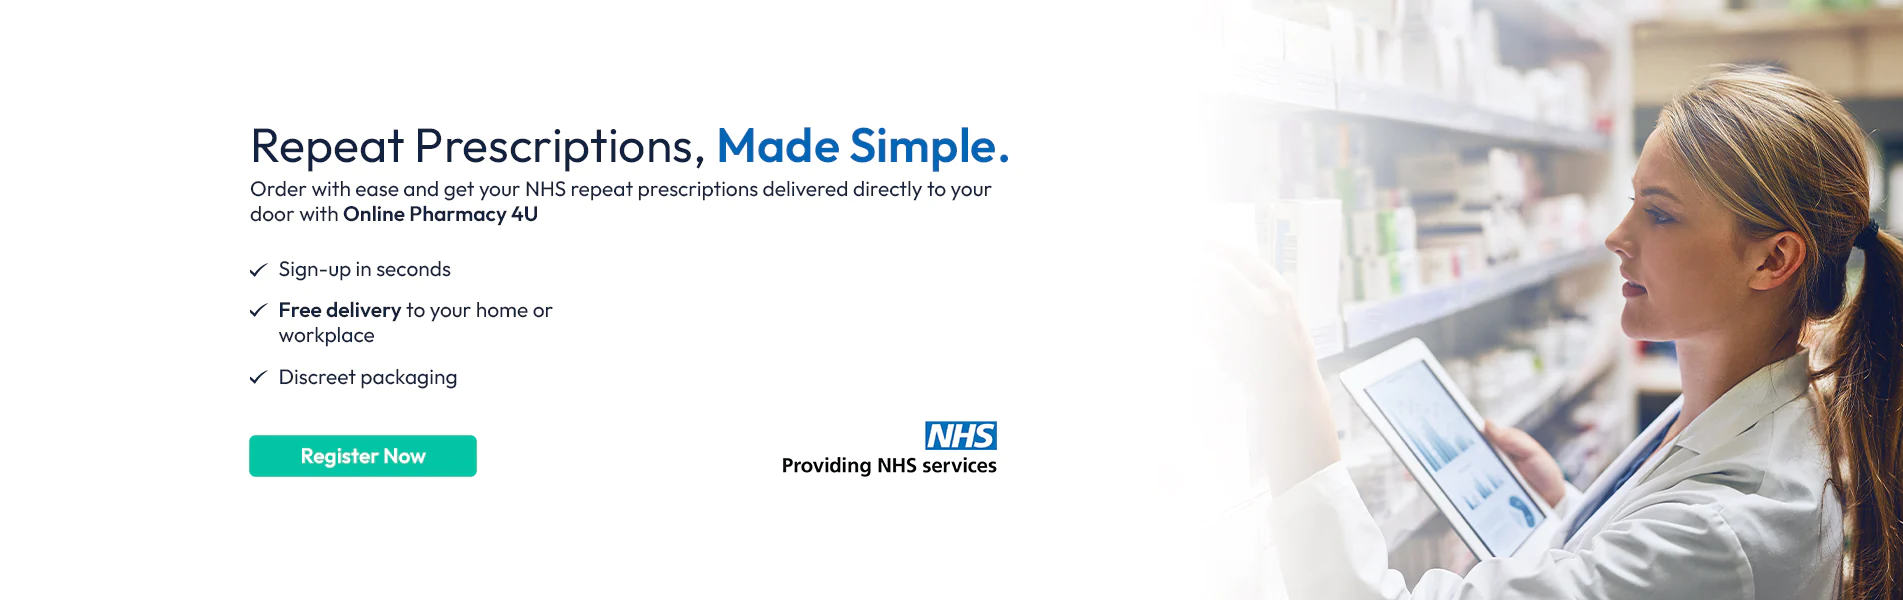 Repeat Prescriptions, Made Simple.
Order with ease and get your NHS repeat prescriptions delivered directly to your
door with Online Pharmacy 4U
Sign-up in seconds
Free delivery to your home or
workplace
Discreet packaging
Register Now
NHS
Providing NHS services